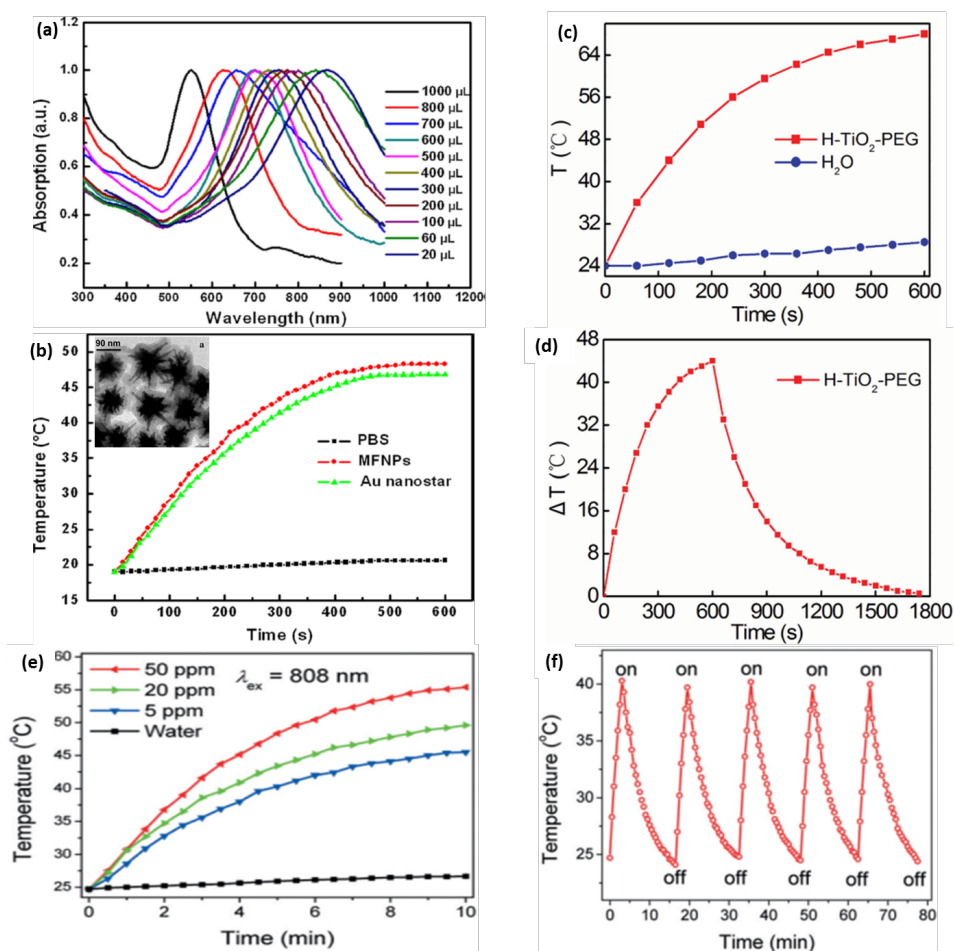 (a)
1.2
1.0
0.8
0.6
0.4
0.2
Absorption (a.u.)
300 400 500 600 700 800 900 1000 1100 1200
Wavelength (nm)
1000 µL
800 µL
700 µL
600 µL
500 µL
400 µL
300 µL
200 µL
100 µL
60 µL
20 µL
(c)
64
56
48
40
32
24
T (℃)
0 120 240 360 480 600
Time (s)
H-TiO₂-PEG
H₂O
(b)
90 nm
a
50
45
40
35
30
25
20
15
Temperature (°C)
0 100 200 300 400 500 600
Time (s)
PBS
MFNPs
Au nanostar
(d)
48
40
32
24
16
8
0
Δ T (℃)
0 300 600 900 1200 1500 1800
Time (s)
H-TiO₂-PEG
(e)
60
55
50
45
40
35
30
25
Temperature (⁰C)
0 2 4 6 8 10
Time (min)
50 ppm
20 ppm
5 ppm
Water
λex = 808 nm
(f)
on on on on on
40
35
30
25
Temperature (⁰C)
off off off off off
0 10 20 30 40 50 60 70 80
Time (min)